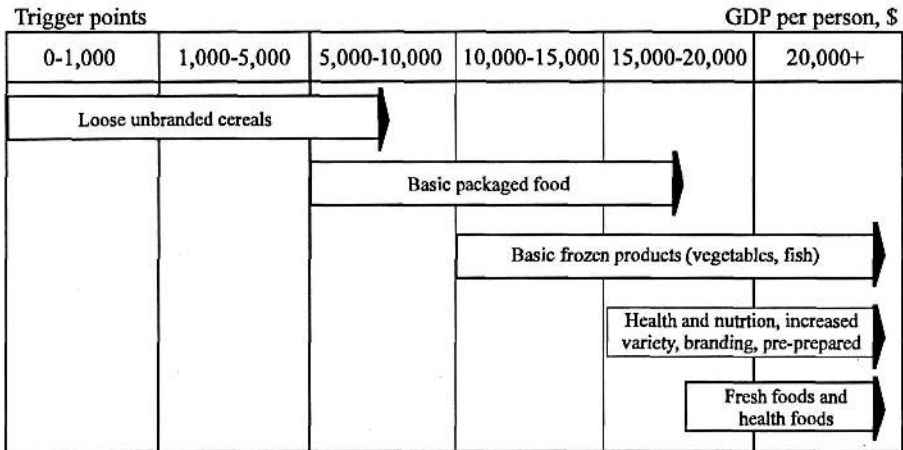 Trigger points GDP per person, $
0-1,000 1,000-5,000 5,000-10,000 10,000-15,000 15,000-20,000 20,000+
Loose unbranded cereals
Basic packaged food
Basic frozen products (vegetables, fish)
Health and nutrtion, increased
variety, branding, pre-prepared
Fresh foods and
health foods